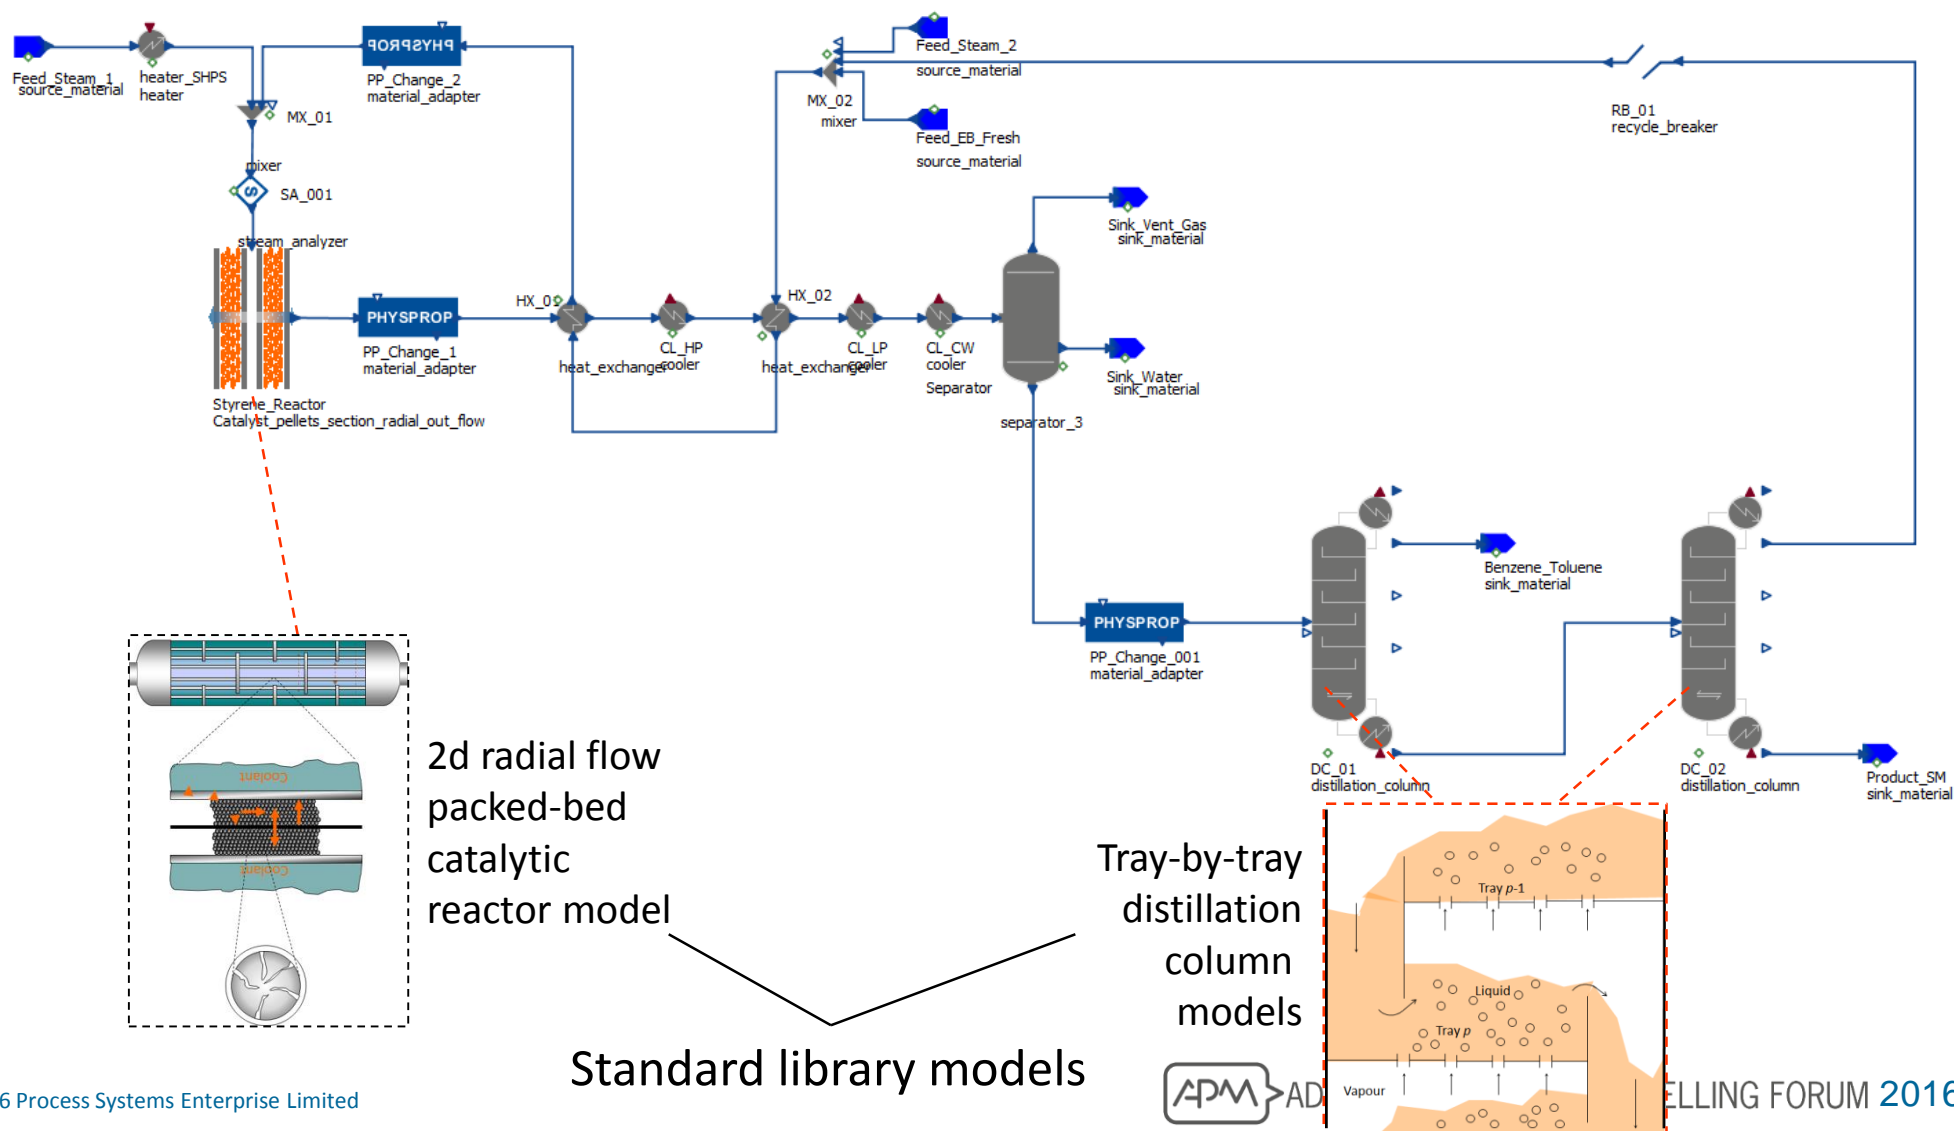 Feed_Steam_1
source_material
heater_SHPS
heater
PHYSPROP
PP_Change_2
material_adapter
MX_01
mixer
SA_001
stream_analyzer
Styrene_Reactor
Catalyst_pellets_section_radial_out_flow
PHYSPROP
PP_Change_1
material_adapter
HX_01
heat_exchanger
CL_HP
cooler
HX_02
heat_exchanger
CL_LP
cooler
CL_CW
cooler
Separator
separator_3
Feed_Steam_2
source_material
MX_02
mixer
Feed_EB_Fresh
source_material
RB_01
recycle_breaker
Sink_Vent_Gas
sink_material
Sink_Water
sink_material
PHYSPROP
PP_Change_001
material_adapter
Benzene_Toluene
sink_material
DC_01
distillation_column
DC_02
distillation_column
Product_SM
sink_material
Coolant
Coolant
2d radial flow
packed-bed
catalytic
reactor model
Tray-by-tray
distillation
column
models
Tray p-1
Liquid
Tray p
Vapour
Standard library models
6 Process Systems Enterprise Limited
APM
AD
ELLING FORUM 2016